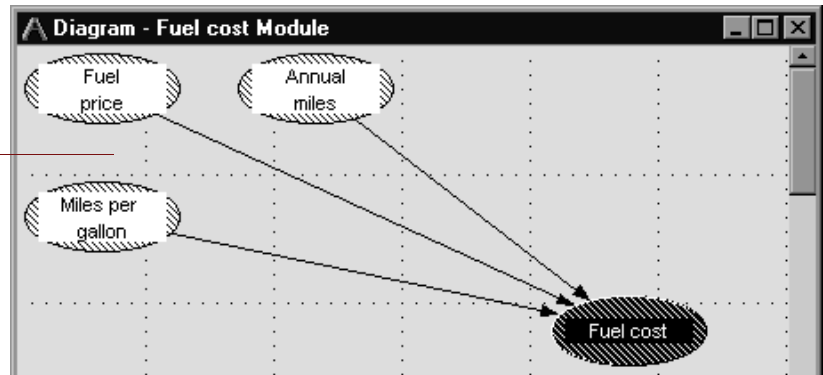 Diagram - Fuel cost Module
Fuel
price
Annual
miles
Miles per
gallon
Fuel cost